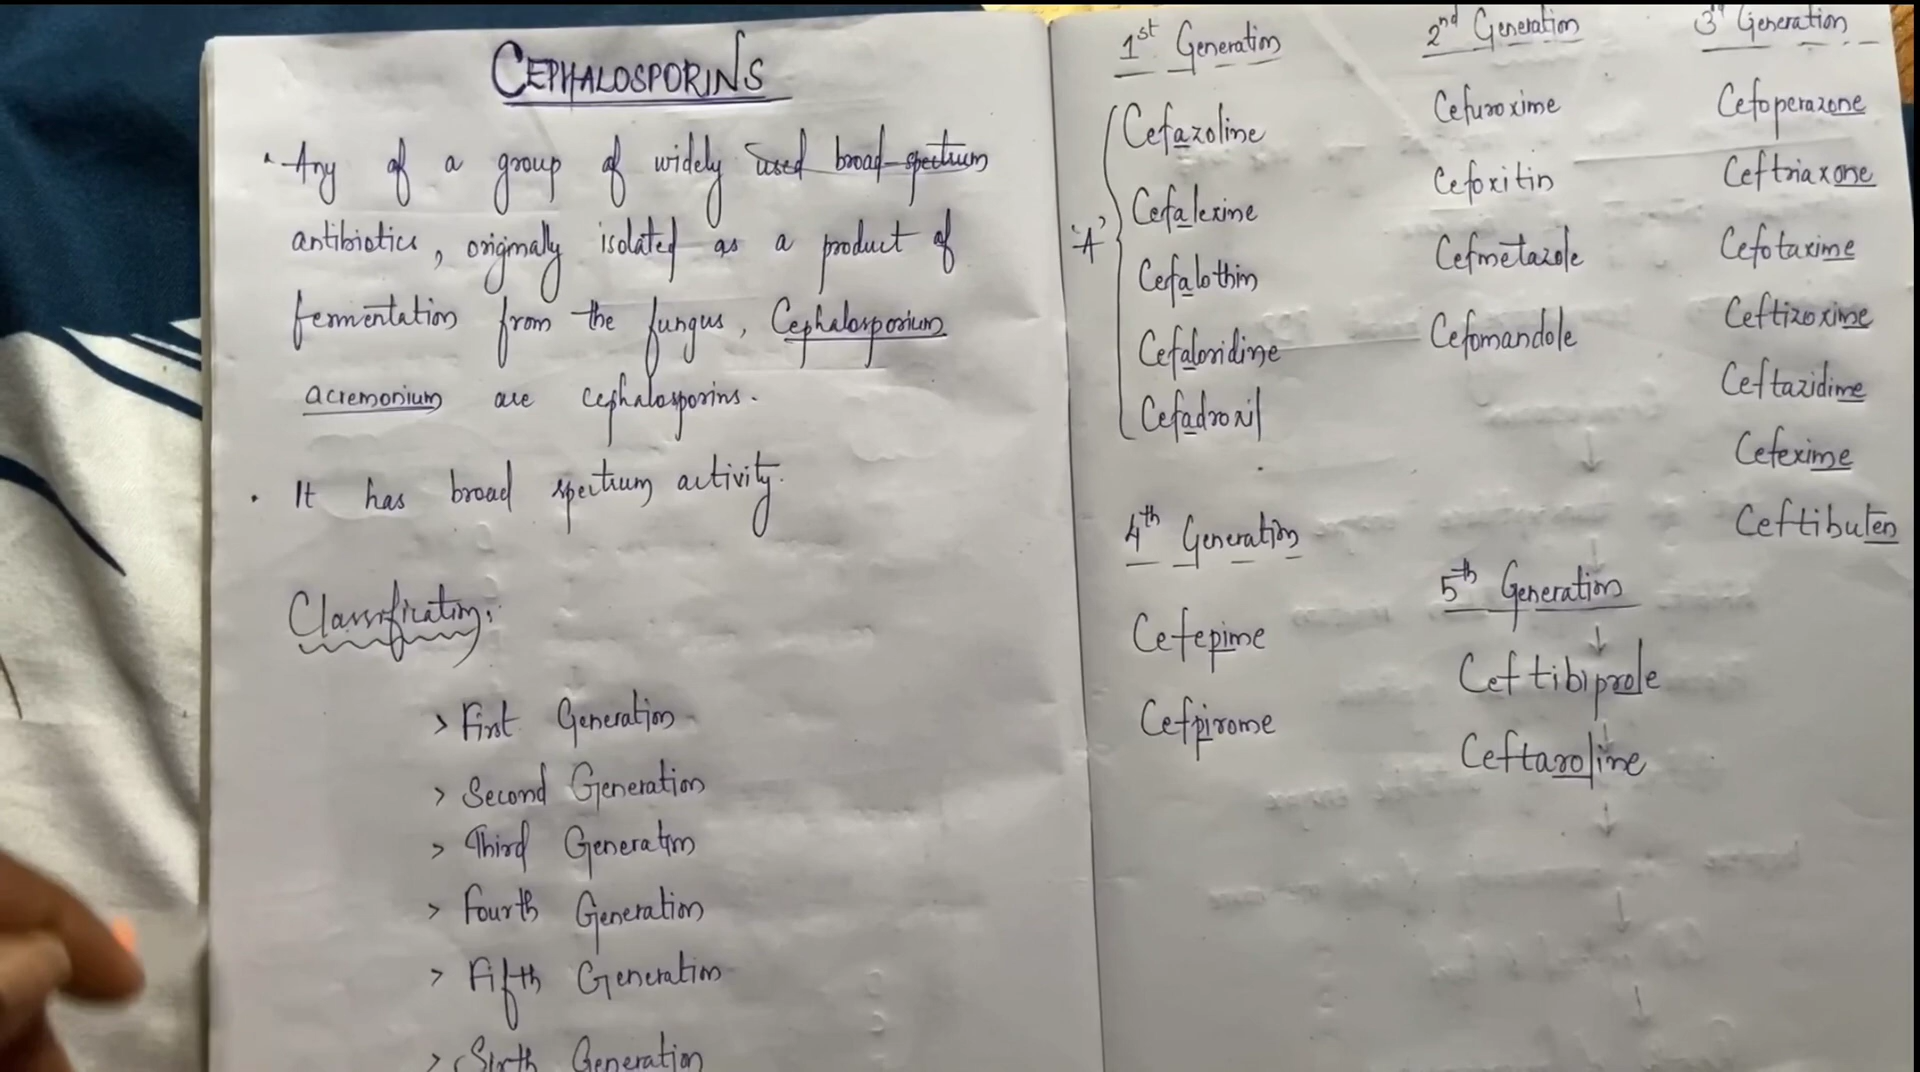 CEPHALOSPORINS
Any of a group of widely used broad-spectrum
antibiotics, originally isolated as a product of
fermentation from the fungus, Cephalosporium
acremonium are cephalosporins.
It has broad spectrum activity.
Classification:
> First Generation
> Second Generation
> Third Generation
> Fourth Generation
> Fifth Generation
> Sixth Generation
1st Generation
'A'
Cefazoline
Cefalexine
Cefalothin
Cefaloridine
Cefadroxil
2nd Generation
Cefuroxime
Cefoxitin
Cefmetazole
Cefomandole
3rd Generation
Cefoperazone
Ceftriaxone
Cefotaxime
Ceftizoxime
Ceftazidime
Cefexime
Ceftibuten
4th Generation
Cefepime
Cefpirome
5th Generation
Ceftibiprole
Ceftaroline